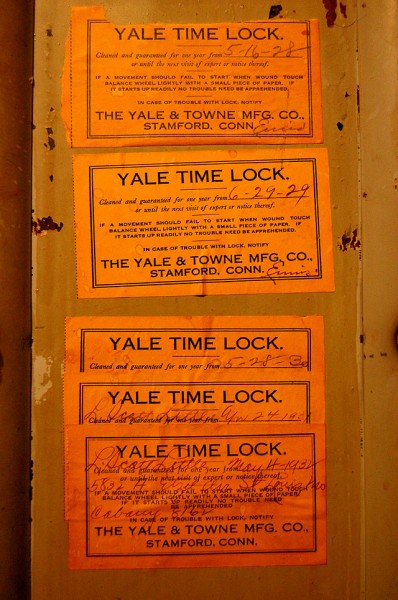 YALE TIME LOCK.
Cleaned and guaranteed for one year from 5-16-28
or until the next visit of expert or notice thereof.
IF A MOVEMENT SHOULD FAIL TO START WHEN WOUND TOUCH
BALANCE WHEEL LIGHTLY WITH A SMALL PIECE OF PAPER, IF
IT STARTS UP READILY NO TROUBLE NEED BE APPREHENDED.
IN CASE OF TROUBLE WITH LOCK, NOTIFY
THE YALE & TOWNE MFG. CO.,
STAMFORD, CONN.
YALE TIME LOCK.
Cleaned and guaranteed for one year from 6-29-29
or until the next visit of expert or notice thereof.
IF A MOVEMENT SHOULD FAIL TO START WHEN WOUND TOUCH
BALANCE WHEEL LIGHTLY WITH A SMALL PIECE OF PAPER, IF
IT STARTS UP READILY NO TROUBLE NEED BE APPREHENDED.
IN CASE OF TROUBLE WITH LOCK, NOTIFY
THE YALE & TOWNE MFG. CO.,
STAMFORD, CONN.
YALE TIME LOCK.
Cleaned and guaranteed for one year from 5-28-30
YALE TIME LOCK.
24 1931
Cleaned and guaranteed for one year from
YALE TIME LOCK.
May 4-1932
Cleaned and guaranteed for one year from
or until the next visit of expert or notice thereof.
5832
IF A MOVEMENT SHOULD FAIL TO START WHEN WOUND TOUCH
BALANCE WHEEL LIGHTLY WITH A SMALL PIECE OF PAPER,
IF IT STARTS UP READILY NO TROUBLE NEED
BE APPREHENDED
Cabany 8162
IN CASE OF TROUBLE WITH LOCK, NOTIFY
THE YALE & TOWNE MFG. CO.,
STAMFORD, CONN.